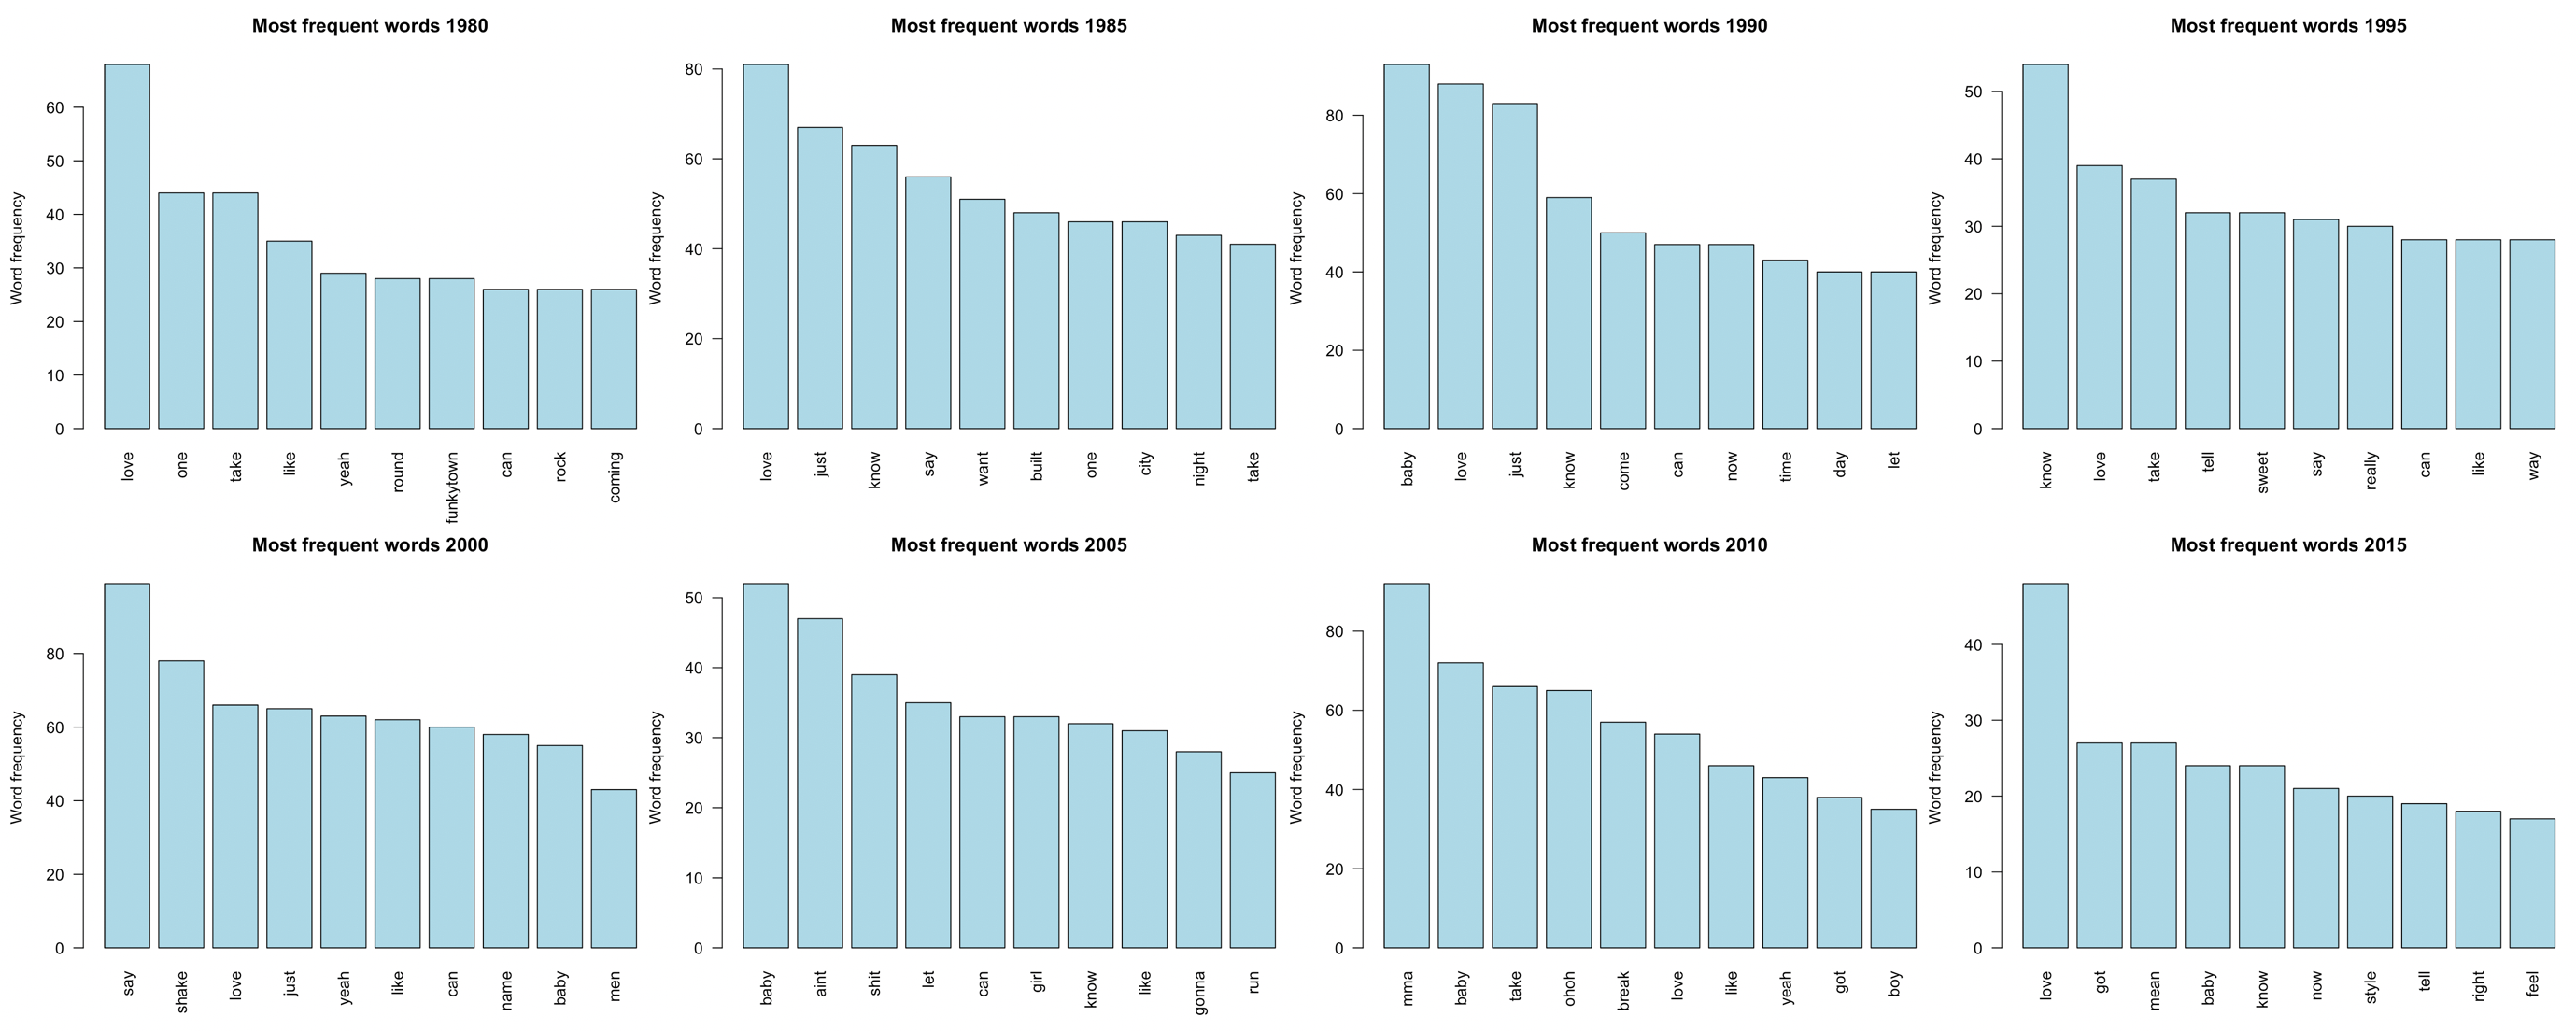 Most frequent words 1980
Word frequency
60
50
40
30
20
10
0
love
one
take
like
yeah
round
funkytown
can
rock
coming
Most frequent words 1985
Word frequency
80
60
40
20
0
love
just
know
say
want
built
one
city
night
take
Most frequent words 1990
Word frequency
80
60
40
20
0
baby
love
just
know
come
can
now
time
day
let
Most frequent words 1995
Word frequency
50
40
30
20
10
0
know
love
take
tell
sweet
say
really
can
like
way
Most frequent words 2000
Word frequency
80
60
40
20
0
say
shake
love
just
yeah
like
can
name
baby
men
Most frequent words 2005
Word frequency
50
40
30
20
10
0
baby
aint
shit
let
can
girl
know
like
gonna
run
Most frequent words 2010
Word frequency
80
60
40
20
0
mma
baby
take
ohoh
break
love
like
yeah
got
boy
Most frequent words 2015
Word frequency
40
30
20
10
0
love
got
mean
baby
know
now
style
tell
right
feel